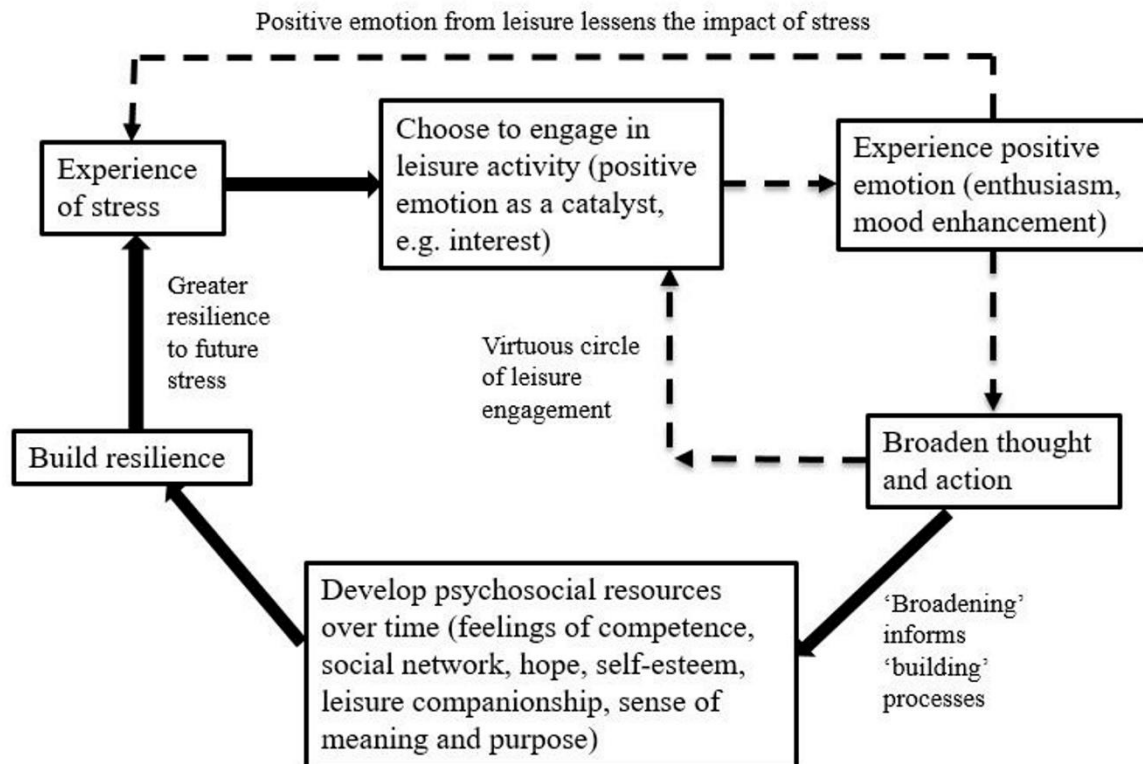 Positive emotion from leisure lessens the impact of stress
Experience
of stress
Choose to engage in
leisure activity (positive
emotion as a catalyst,
e.g. interest)
Experience positive
emotion (enthusiasm,
mood enhancement)
Greater
resilience
to future
stress
Virtuous circle
of leisure
engagement
Build resilience
Broaden thought
and action
Develop psychosocial resources
over time (feelings of competence,
social network, hope, self-esteem,
leisure companionship, sense of
meaning and purpose)
‘Broadening’
informs
‘building’
processes